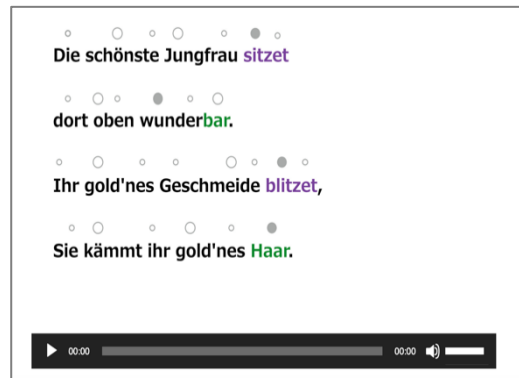 Die schönste Jungfrau sitzet
dort oben wunderbar.
Ihr gold'nes Geschmeide blitzet,
Sie kämmt ihr gold'nes Haar.
00:00 00:00